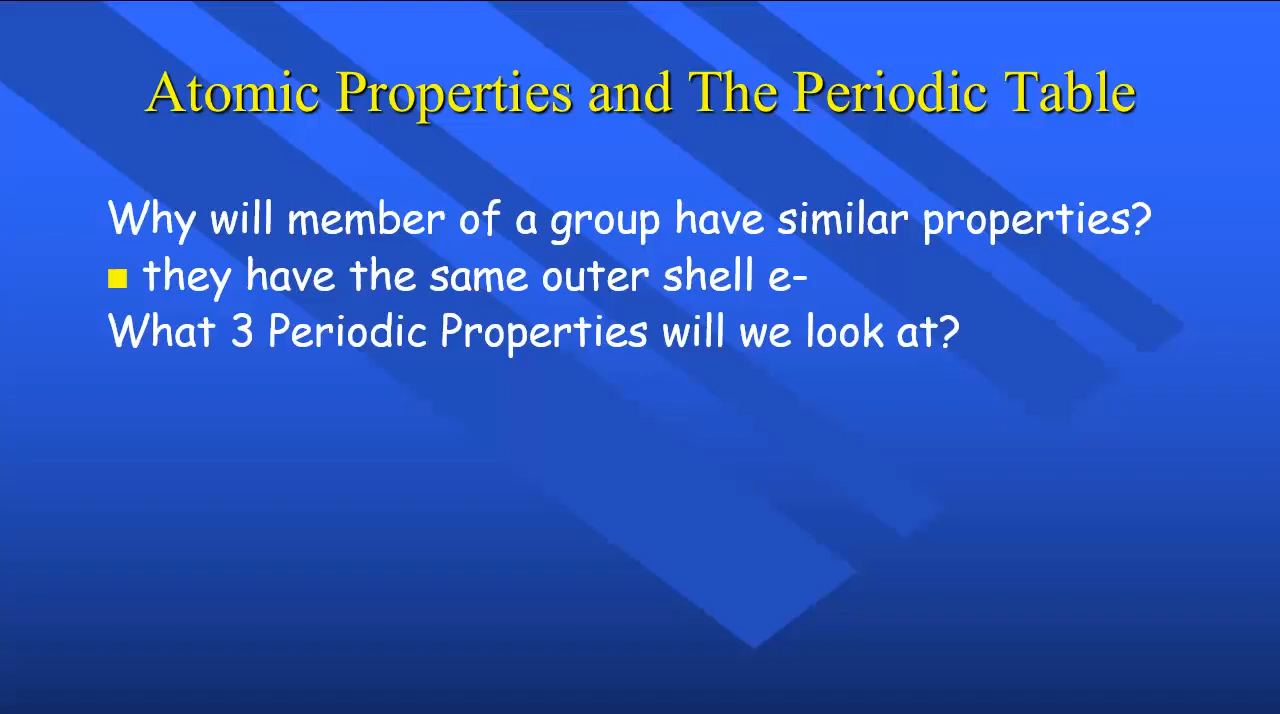 Atomic Properties and The Periodic Table
Why will member of a group have similar properties?
they have the same outer shell e-
What 3 Periodic Properties will we look at?